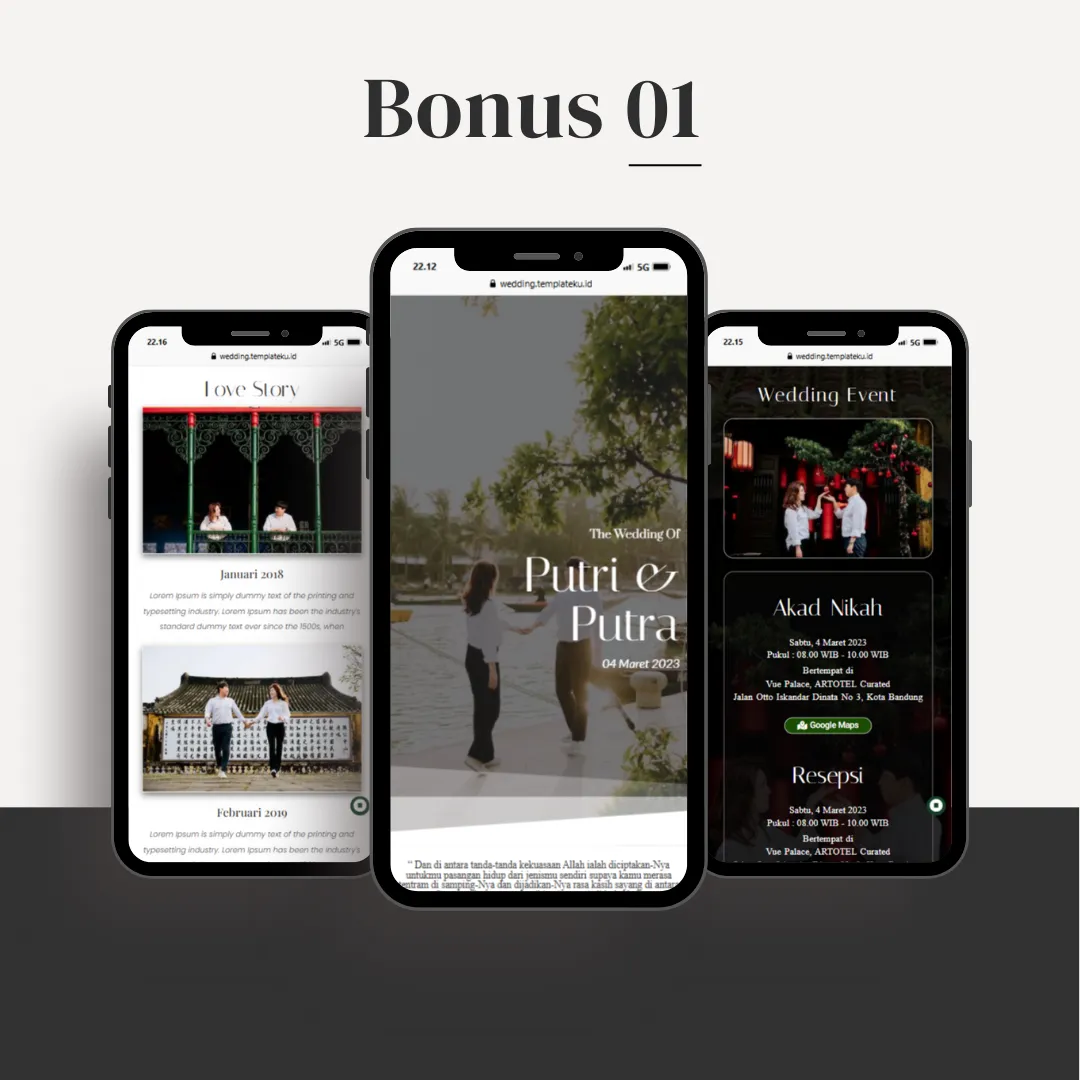 Bonus 01
22.16
5G
wedding.templateku.id
Love Story
Januari 2018
Lorem Ipsum is simply dummy text of the printing and
typesetting industry. Lorem Ipsum has been the industry's
standard dummy text ever since the 1500s, when
Februari 2019
Lorem Ipsum is simply dummy text of the printing and
typesetting industry. Lorem Ipsum has been the industry's
22.12
5G
wedding.templateku.id
The Wedding Of
Putri &
Putra
04 Maret 2023
" Dan di antara tanda-tanda kekuasaan Allah ialah diciptakan-Nya
untukmu pasangan hidup dari jenismu sendiri supaya kamu merasa
tentram di samping-Nya dan dijadikan-Nya rasa kasih sayang di antara
22.15
5G
wedding.templateku.id
Wedding Event
Akad Nikah
Sabtu, 4 Maret 2023
Pukul : 08.00 WIB - 10.00 WIB
Bertempat di
Vue Palace, ARTOTEL Curated
Jalan Otto Iskandar Dinata No 3, Kota Bandung
Google Maps
Resepsi
Sabtu, 4 Maret 2023
Pukul : 08.00 WIB - 10.00 WIB
Bertempat di
Vue Palace, ARTOTEL Curated